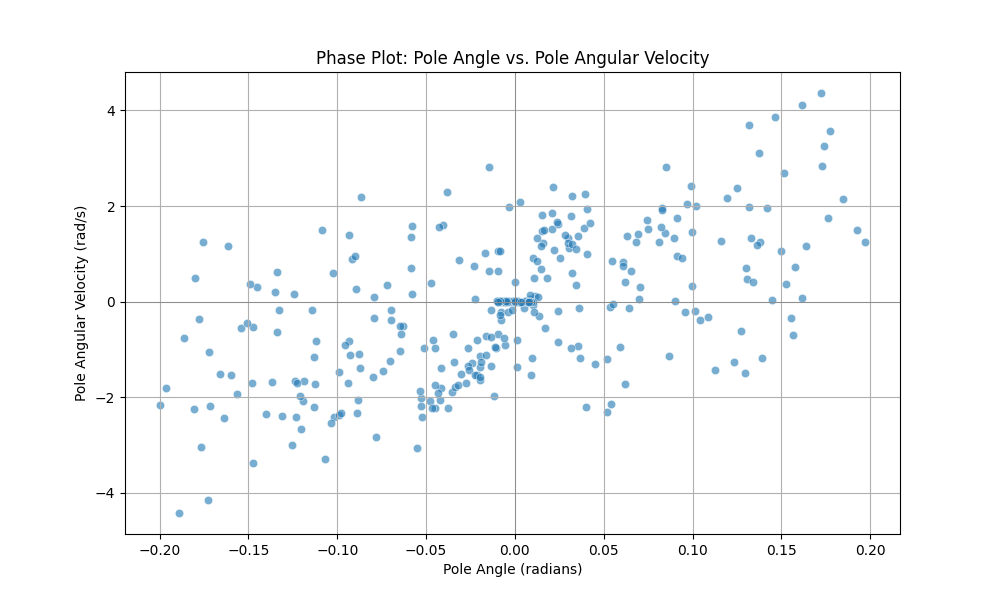 Phase Plot: Pole Angle vs. Pole Angular Velocity
Pole Angular Velocity (rad/s)
4
2
0
−2
−4
−0.20 −0.15 −0.10 −0.05 0.00 0.05 0.10 0.15 0.20
Pole Angle (radians)